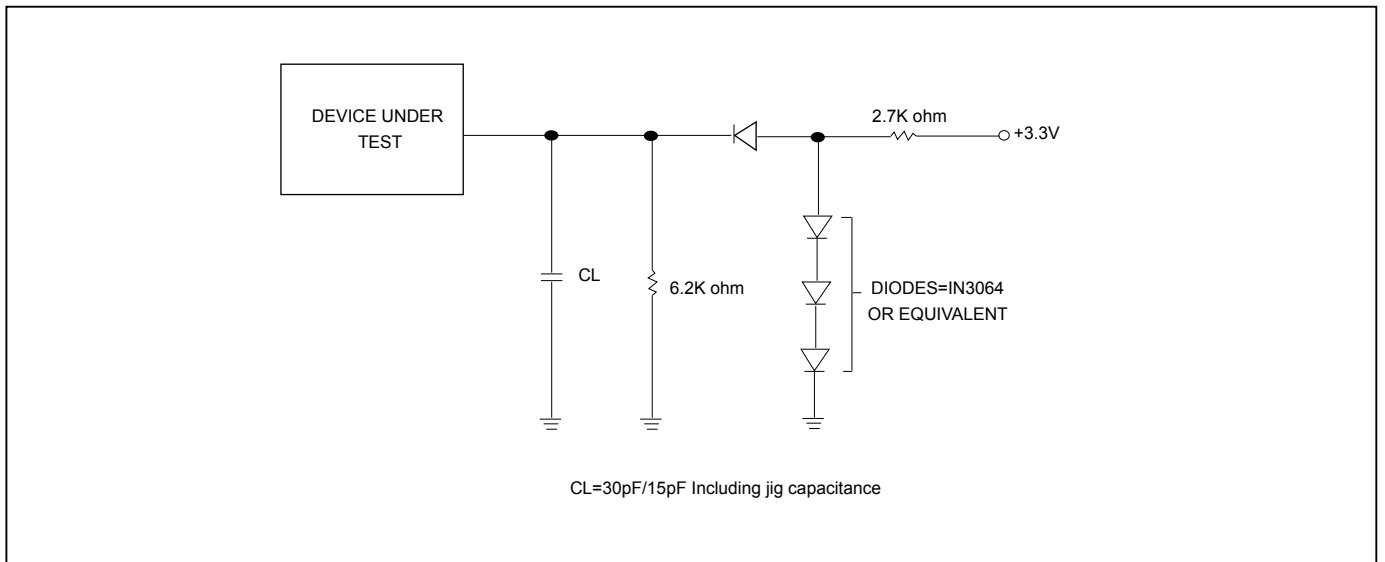 DEVICE UNDER
TEST
2.7K ohm
+3.3V
CL
6.2K ohm
DIODES=IN3064
OR EQUIVALENT
CL=30pF/15pF Including jig capacitance